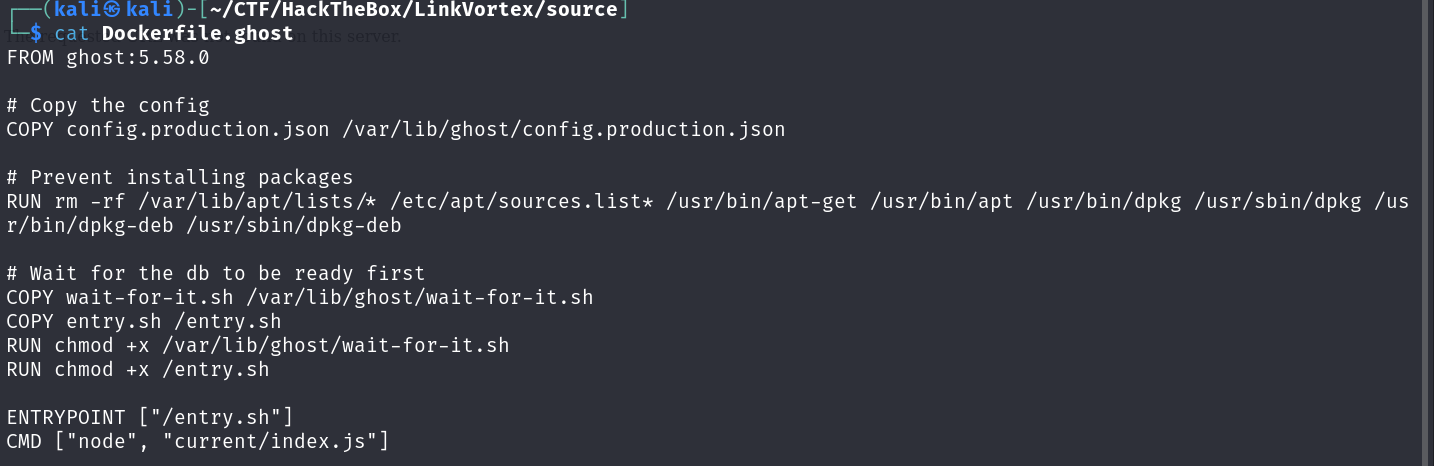 ┌──(kali㉿kali)-[~/CTF/HackTheBox/LinkVortex/source]
└─$ cat Dockerfile.ghost
FROM ghost:5.58.0
# Copy the config
COPY config.production.json /var/lib/ghost/config.production.json
# Prevent installing packages
RUN rm -rf /var/lib/apt/lists/* /etc/apt/sources.list* /usr/bin/apt-get /usr/bin/apt /usr/bin/dpkg /usr/sbin/dpkg /us
r/bin/dpkg-deb /usr/sbin/dpkg-deb
# Wait for the db to be ready first
COPY wait-for-it.sh /var/lib/ghost/wait-for-it.sh
COPY entry.sh /entry.sh
RUN chmod +x /var/lib/ghost/wait-for-it.sh
RUN chmod +x /entry.sh
ENTRYPOINT ["/entry.sh"]
CMD ["node", "current/index.js"]